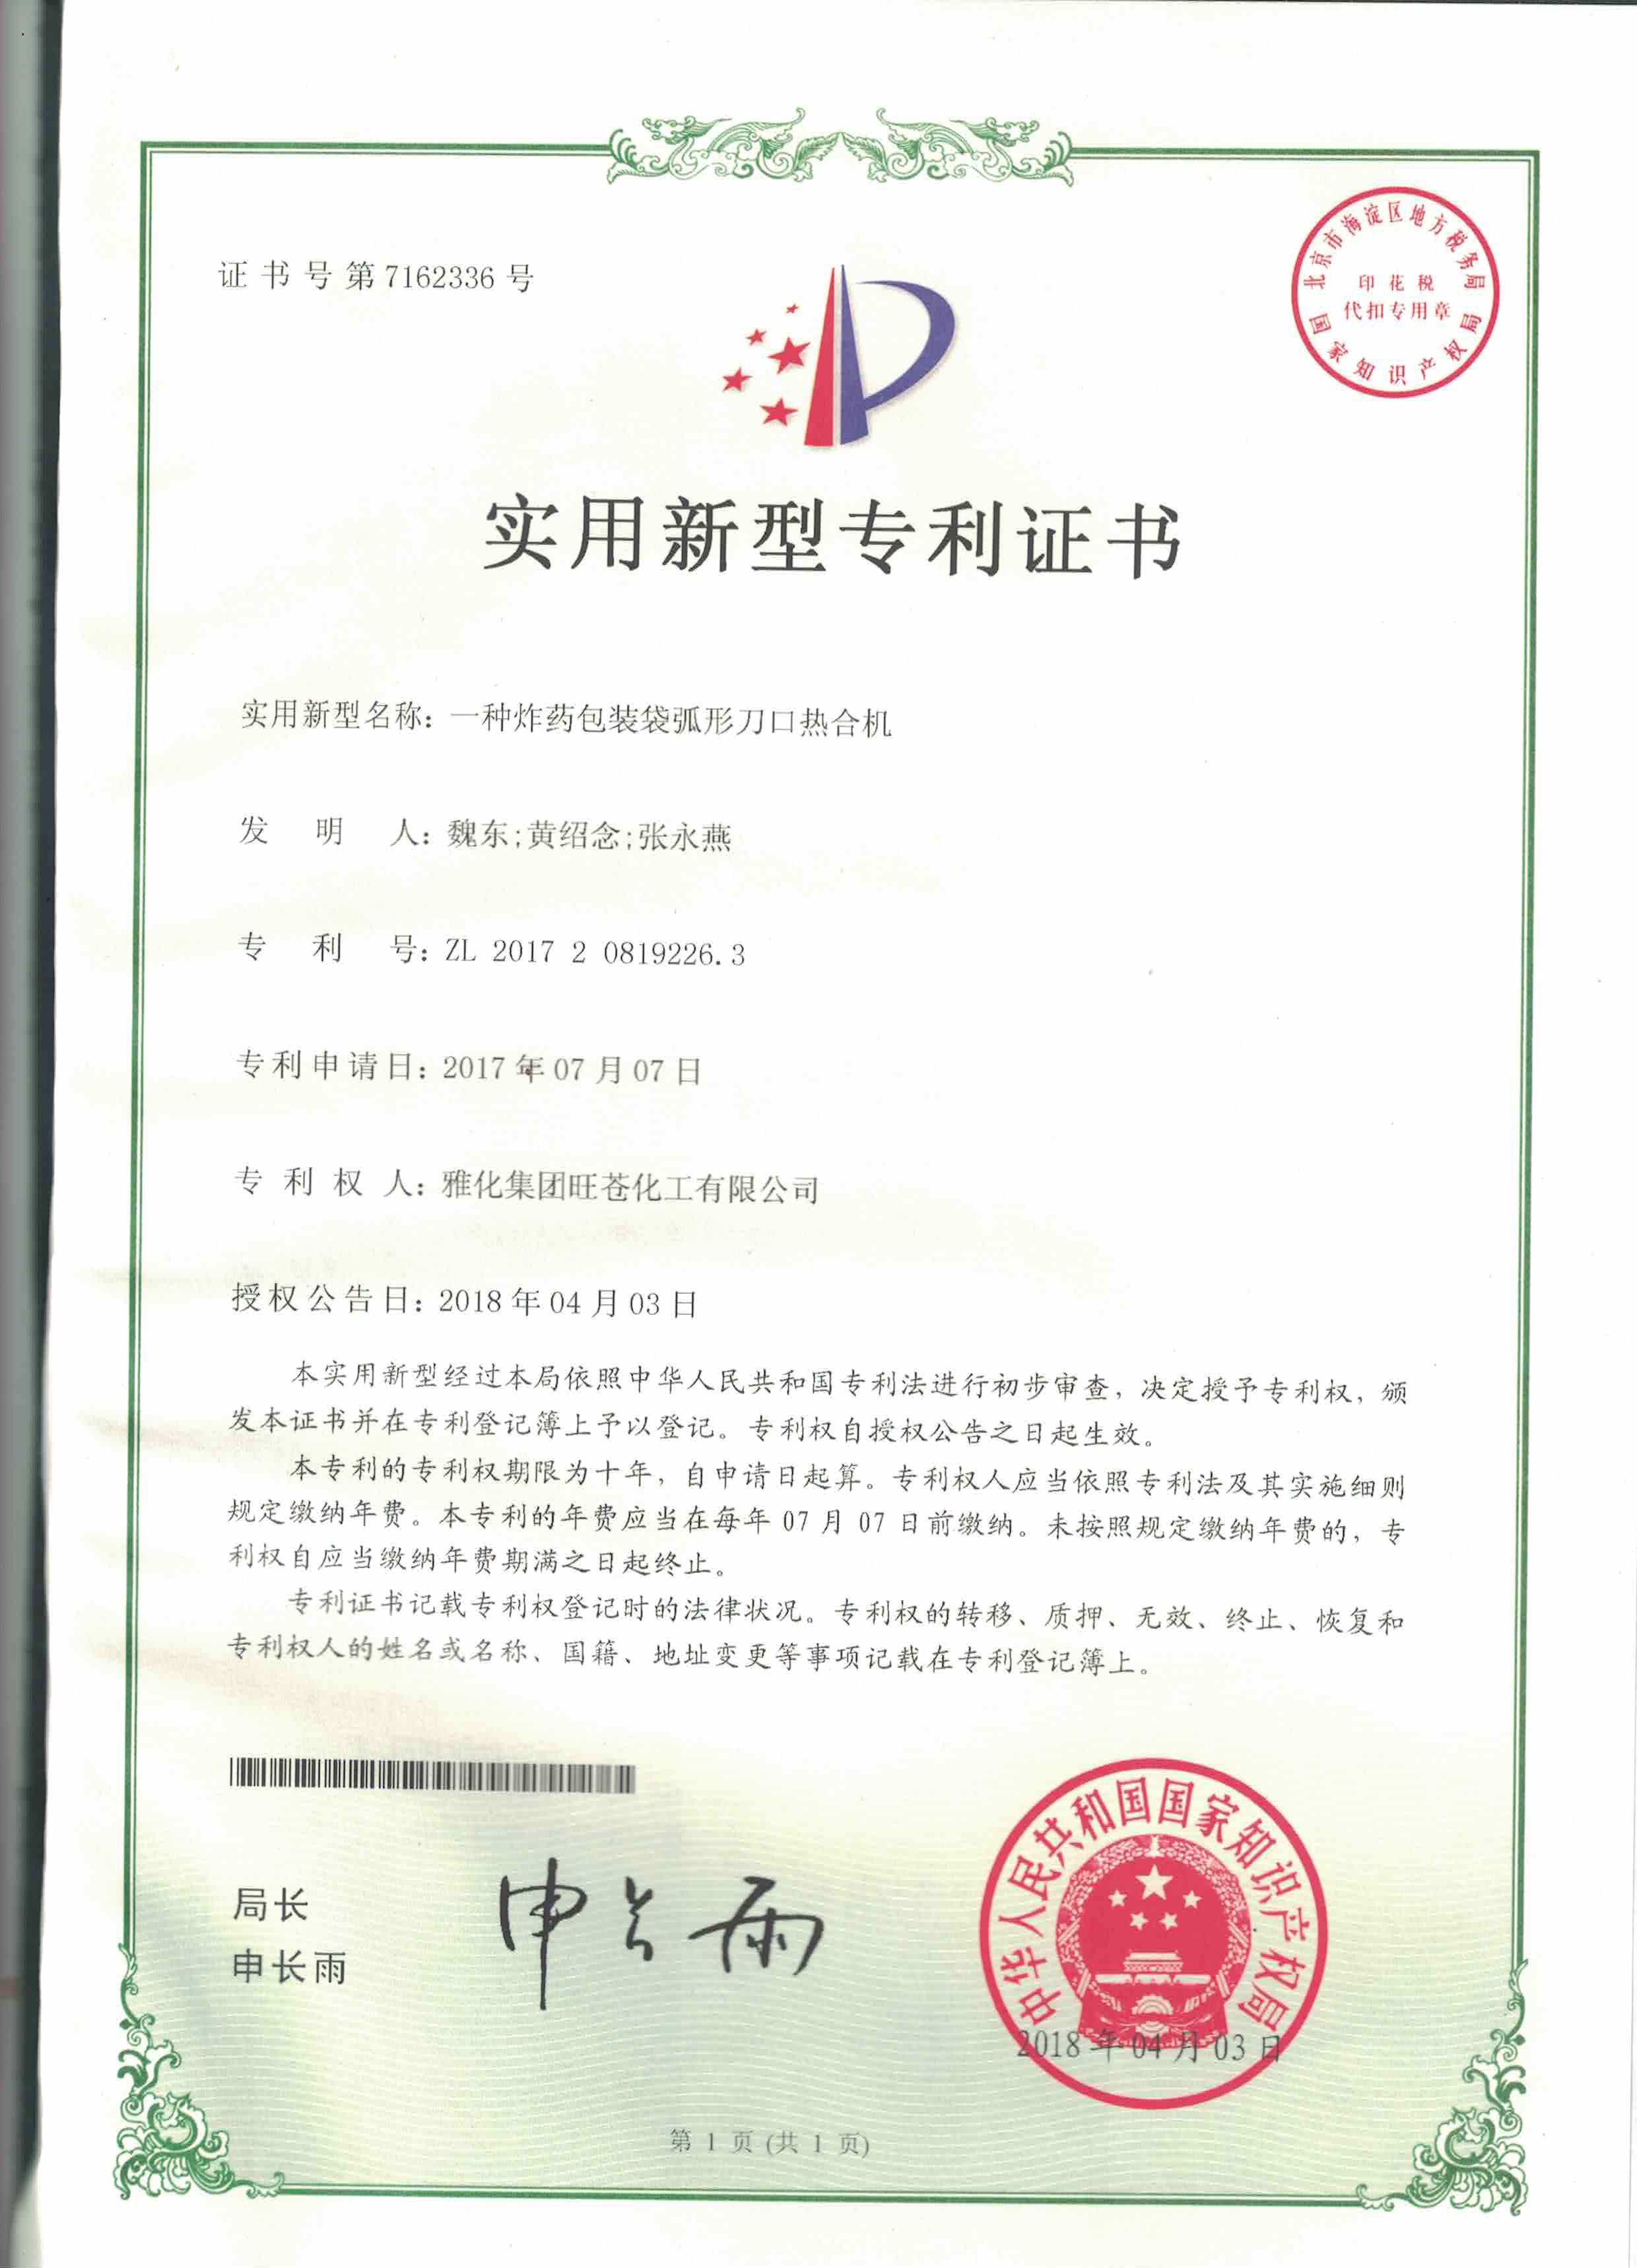 证书号第7162336号
北京市海淀区地方税务局
印花税
代扣专用章
国家知识产权局
实用新型专利证书
实用新型名称：一种炸药包装袋弧形刀口热合机
发明人：魏东;黄绍念;张永燕
专利号：ZL 2017 2 0819226.3
专利申请日：2017年07月07日
专利权人：雅化集团旺苍化工有限公司
授权公告日：2018年04月03日
本实用新型经过本局依照中华人民共和国专利法进行初步审查，决定授予专利权，颁
发本证书并在专利登记簿上予以登记。专利权自授权公告之日起生效。
本专利的专利权期限为十年，自申请日起算。专利权人应当依照专利法及其实施细则
规定缴纳年费。本专利的年费应当在每年07月07日前缴纳。未按照规定缴纳年费的，专
利权自应当缴纳年费期满之日起终止。
专利证书记载专利权登记时的法律状况。专利权的转移、质押、无效、终止、恢复和
专利权人的姓名或名称、国籍、地址变更等事项记载在专利登记簿上。
局长
申长雨
申长雨
中华人民共和国国家知识产权局
2018年04月03日
第1页(共1页)